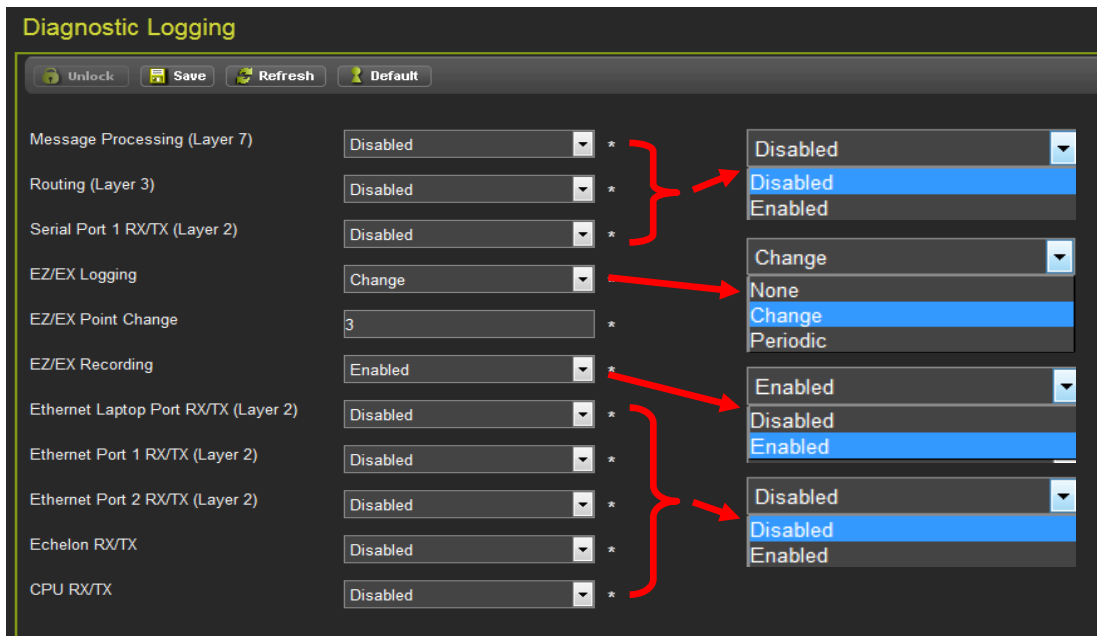 Diagnostic Logging
Unlock Save Refresh Default
Message Processing (Layer 7) Disabled *
Routing (Layer 3) Disabled *
Serial Port 1 RX/TX (Layer 2) Disabled *
EZ/EX Logging Change *
EZ/EX Point Change 3 *
EZ/EX Recording Enabled *
Ethernet Laptop Port RX/TX (Layer 2) Disabled *
Ethernet Port 1 RX/TX (Layer 2) Disabled *
Ethernet Port 2 RX/TX (Layer 2) Disabled *
Echelon RX/TX Disabled *
CPU RX/TX Disabled *
Disabled
Disabled
Enabled
Change
None
Change
Periodic
Enabled
Disabled
Enabled
Disabled
Disabled
Enabled